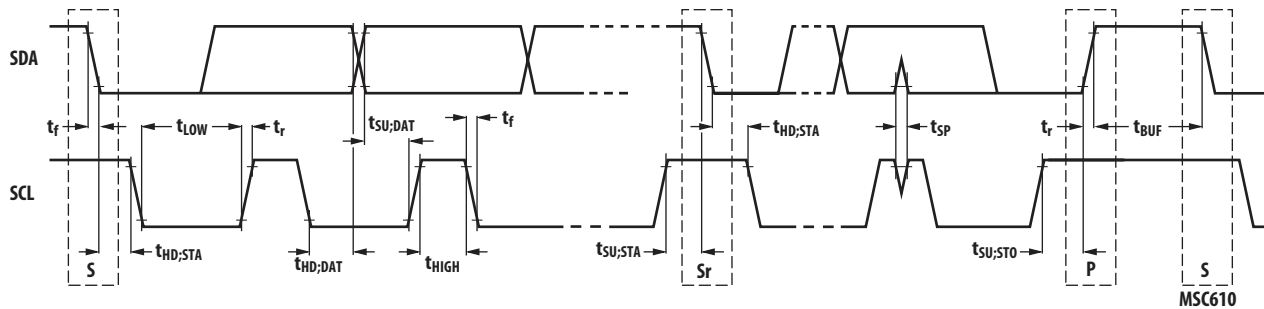 SDA
t_f t_LOW t_r t_SU;DAT t_f t_HD;STA t_SP t_r t_BUF
SCL
t_HD;STA t_HD;DAT t_HIGH t_SU;STA t_SU;STO
S Sr P S
MSC610